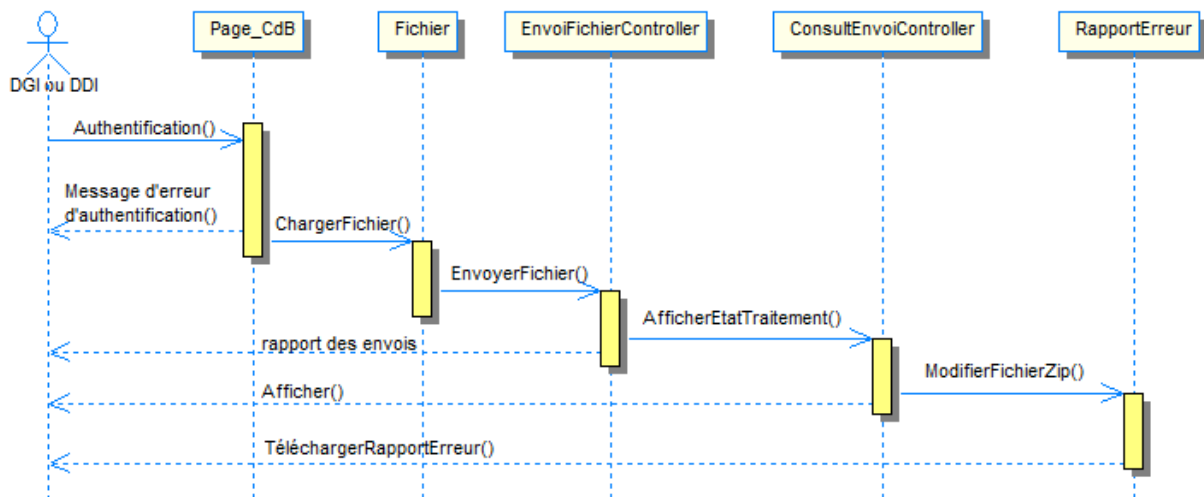 Page_CdB
Fichier
EnvoiFichierController
ConsultEnvoiController
RapportErreur
DGI ou DDI
Authentification()
Message d'erreur
d'authentification()
ChargerFichier()
EnvoyerFichier()
AfficherEtatTraitement()
rapport des envois
ModifierFichierZip()
Afficher()
TéléchargerRapportErreur()